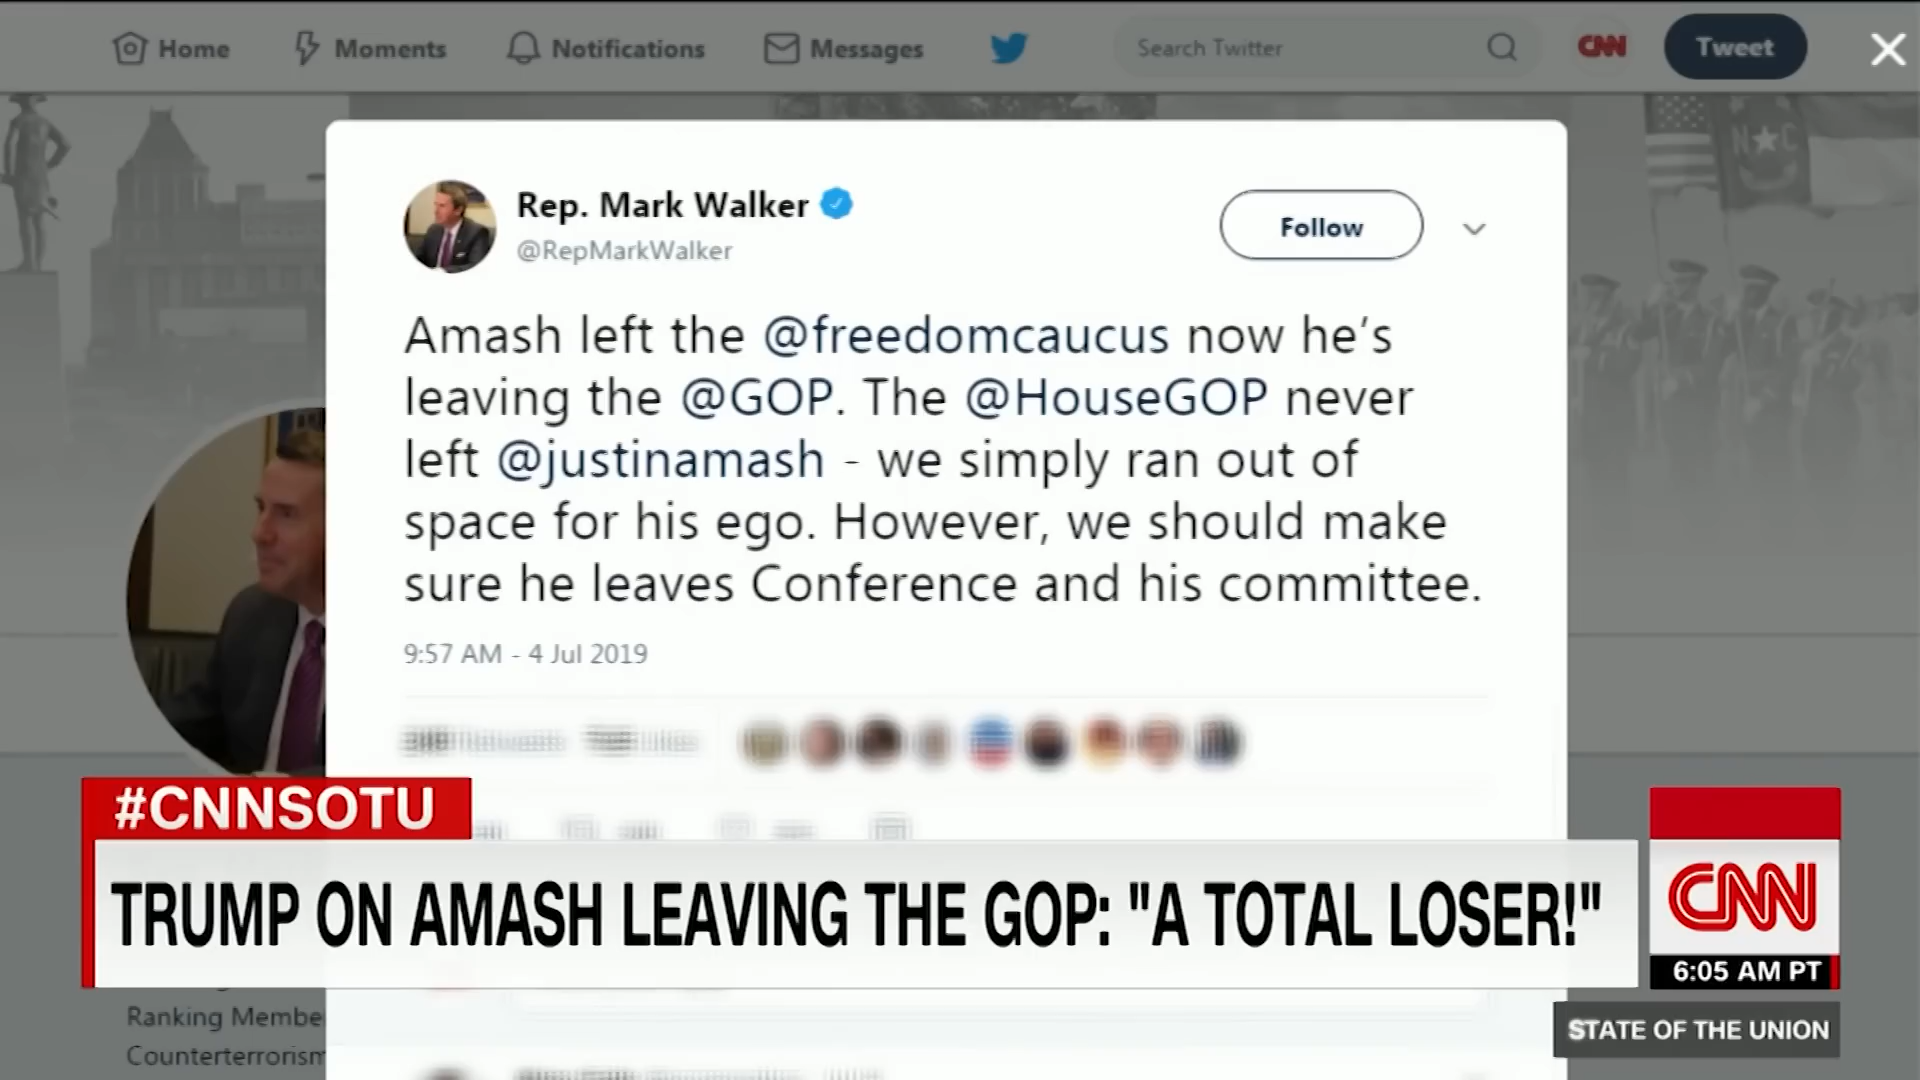 Home Moments Notifications Messages Search Twitter CNN Tweet
N C
Rep. Mark Walker
@RepMarkWalker
Follow
Amash left the @freedomcaucus now he's
leaving the @GOP. The @HouseGOP never
left @justinamash - we simply ran out of
space for his ego. However, we should make
sure he leaves Conference and his committee.
9:57 AM - 4 Jul 2019
#CNNSOTU
TRUMP ON AMASH LEAVING THE GOP: "A TOTAL LOSER!"
CNN
6:05 AM PT
STATE OF THE UNION
Ranking Membe
Counterterrorism